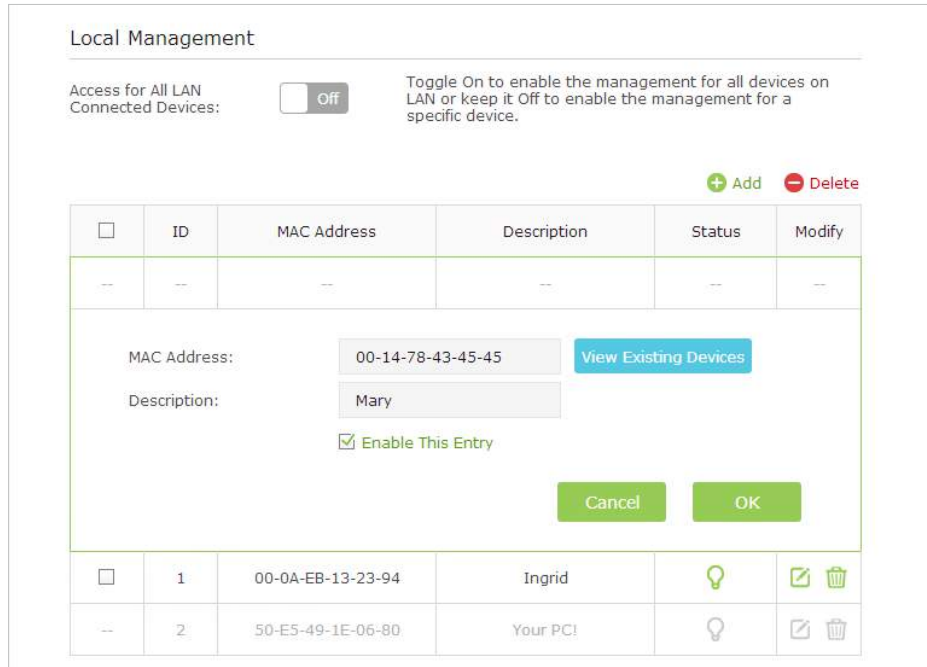 Local Management
Access for All LAN
Connected Devices:
Off
Toggle On to enable the management for all devices on
LAN or keep it Off to enable the management for a
specific device.
Add Delete
ID MAC Address Description Status Modify
-- -- -- -- -- --
MAC Address: 00-14-78-43-45-45 View Existing Devices
Description: Mary
Enable This Entry
Cancel OK
1 00-0A-EB-13-23-94 Ingrid
-- 2 50-E5-49-1E-06-80 Your PC!